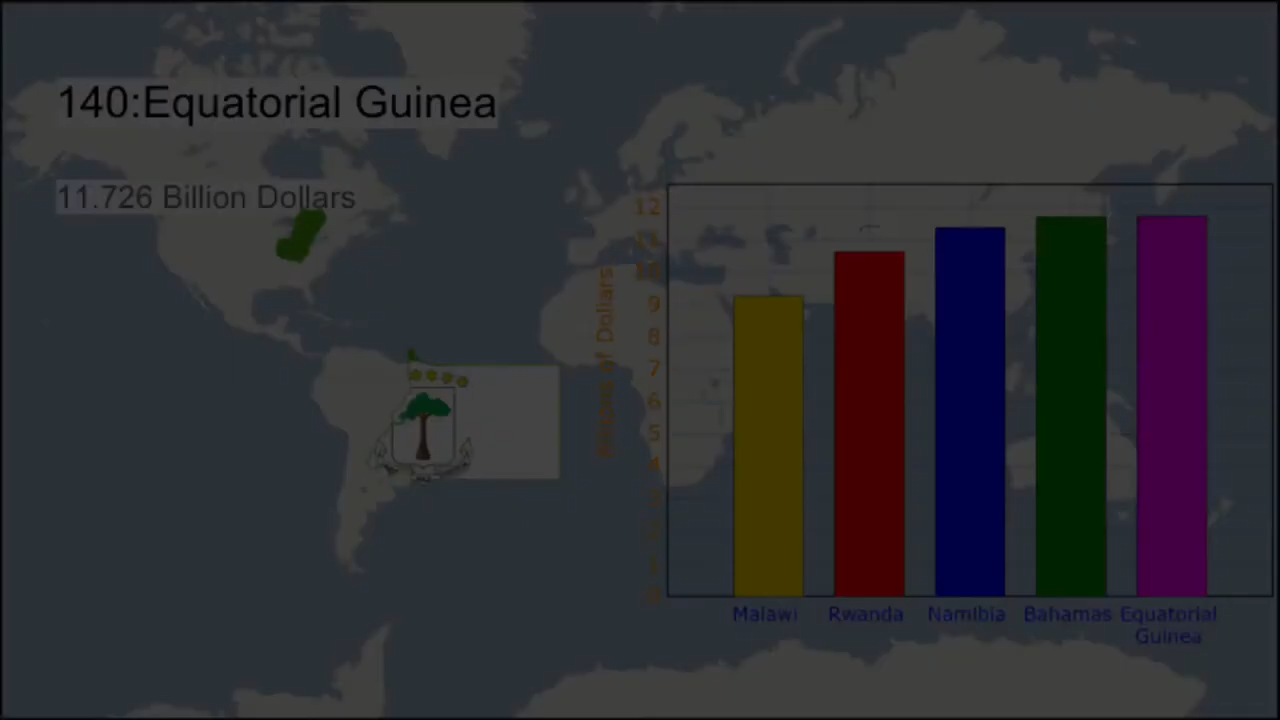 140:Equatorial Guinea
11.726 Billion Dollars
12
11
10
9
8
7
6
5
4
of Dollars
Malawi Rwanda Namibia Bahamas Equatorial
Guinea